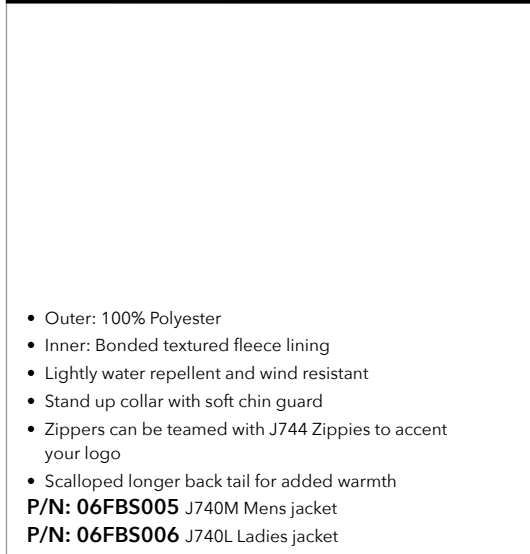 • Outer: 100% Polyester
• Inner: Bonded textured fleece lining
• Lightly water repellent and wind resistant
• Stand up collar with soft chin guard
• Zippers can be teamed with J744 Zippies to accent
your logo
• Scalloped longer back tail for added warmth
P/N: 06FBS005 J740M Mens jacket
P/N: 06FBS006 J740L Ladies jacket